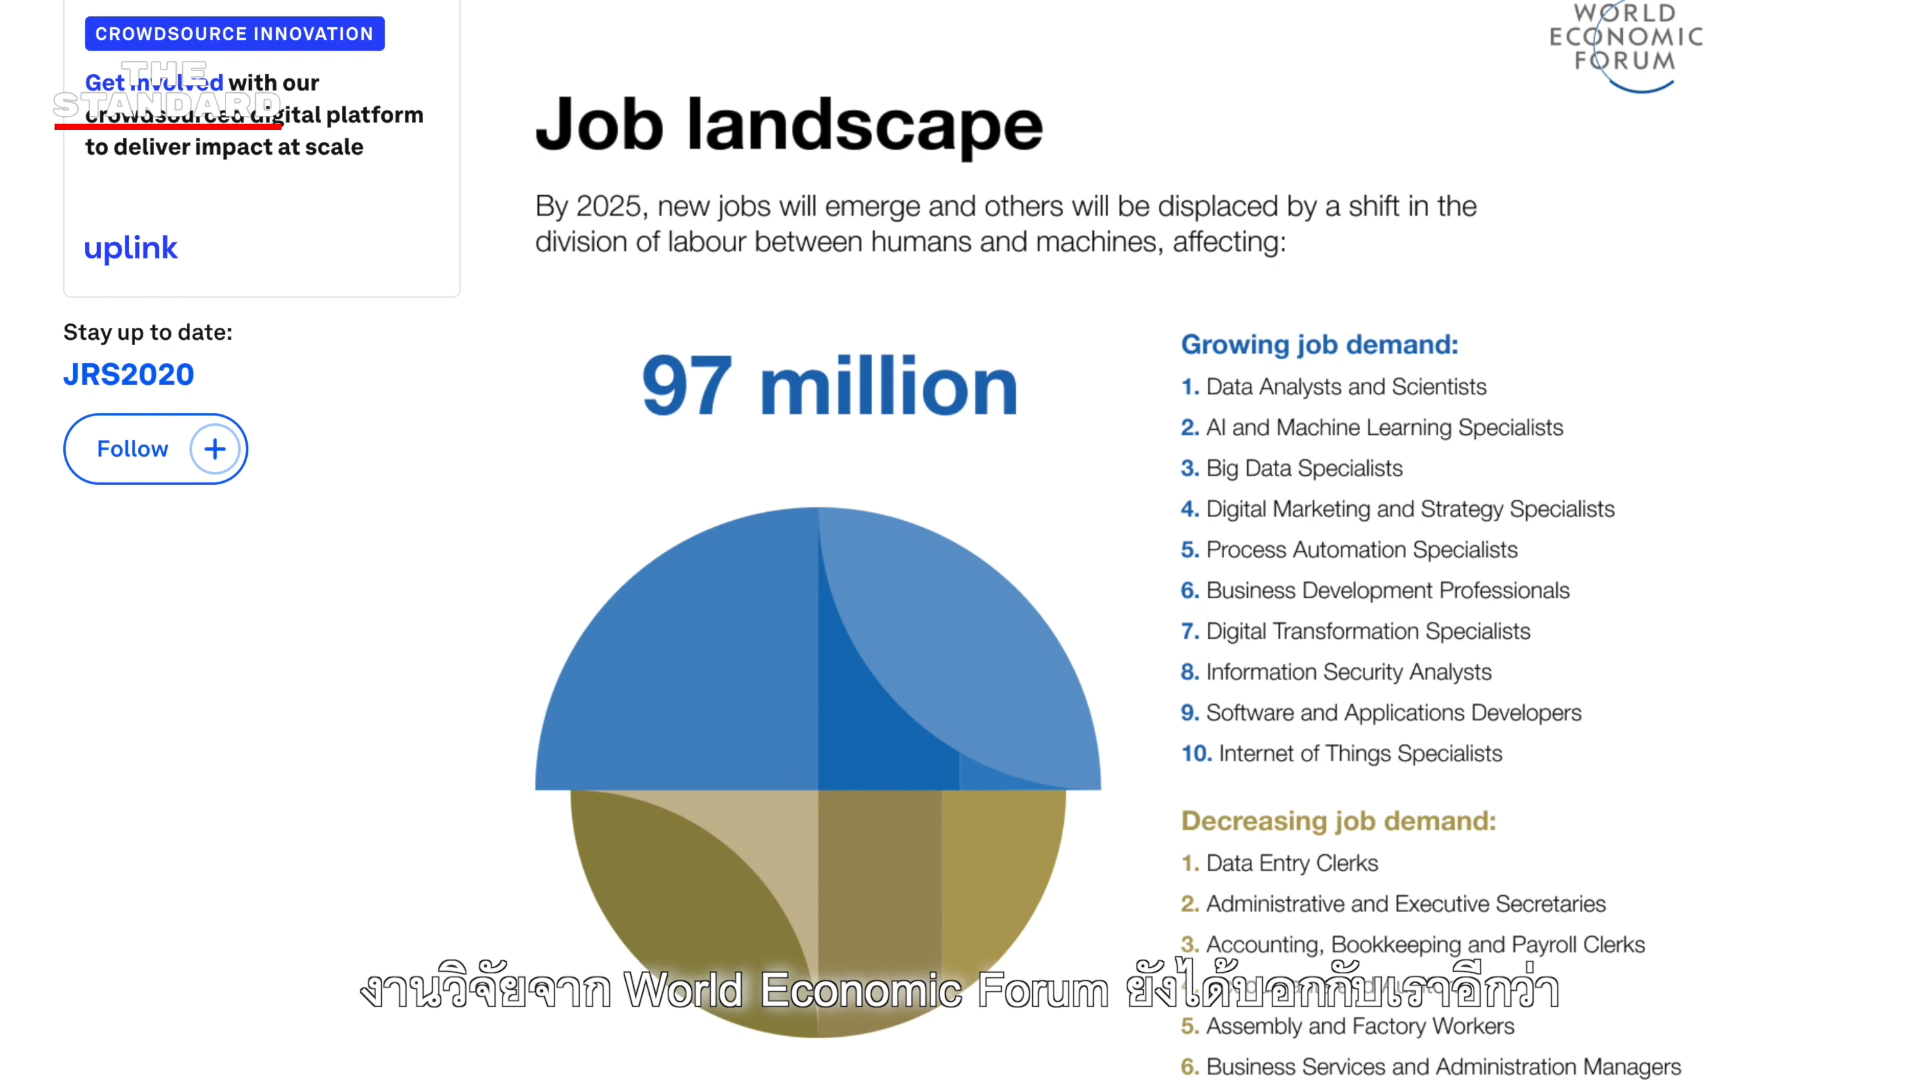 CROWDSOURCE INNOVATION
Get involved with our
crowdsourced digital platform
to deliver impact at scale
THE
STANDARD
uplink
Stay up to date:
JRS2020
Follow
WORLD
ECONOMIC
FORUM
Job landscape
By 2025, new jobs will emerge and others will be displaced by a shift in the
division of labour between humans and machines, affecting:
97 million
Growing job demand:
1. Data Analysts and Scientists
2. AI and Machine Learning Specialists
3. Big Data Specialists
4. Digital Marketing and Strategy Specialists
5. Process Automation Specialists
6. Business Development Professionals
7. Digital Transformation Specialists
8. Information Security Analysts
9. Software and Applications Developers
10. Internet of Things Specialists
Decreasing job demand:
1. Data Entry Clerks
2. Administrative and Executive Secretaries
3. Accounting, Bookkeeping and Payroll Clerks
4.
5. Assembly and Factory Workers
6. Business Services and Administration Managers
งานวิจัยจาก World Economic Forum ยังได้บอกกับเราอีกว่า